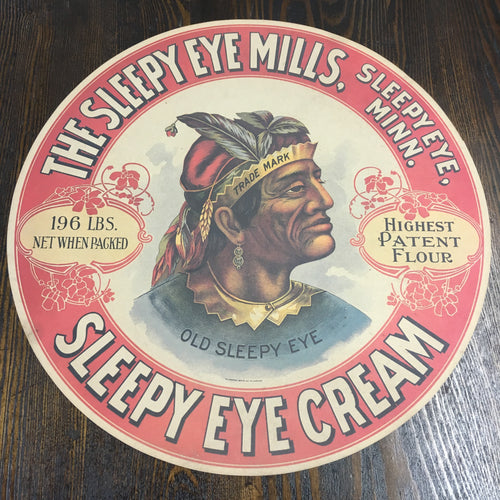 THE SLEEPY EYE MILLS,
SLEEPY EYE,
MINN.
TRADE MARK
196 LBS.
NET WHEN PACKED
HIGHEST
PATENT
FLOUR
OLD SLEEPY EYE
SLEEPY EYE CREAM